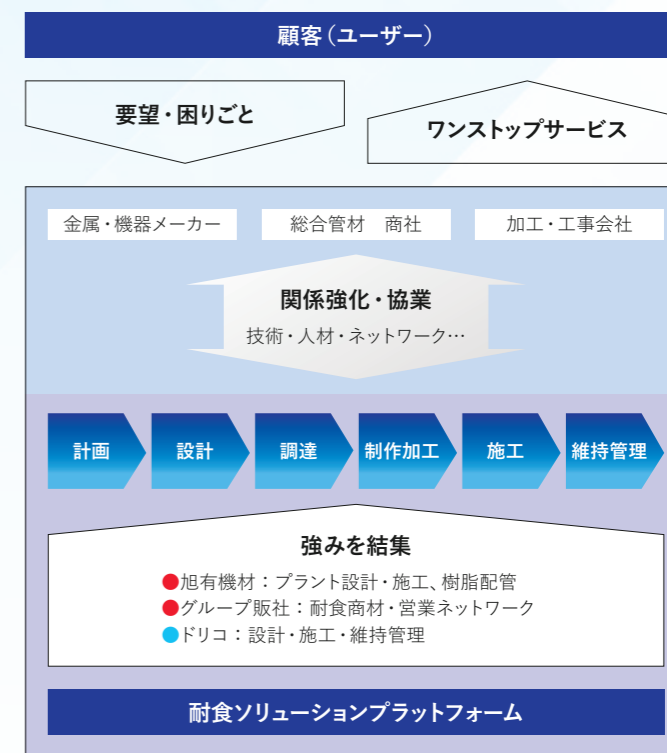 顧客（ユーザー）
要望・困りごと
ワンストップサービス
金属・機器メーカー
総合管材　商社
加工・工事会社
関係強化・協業
技術・人材・ネットワーク…
計画
設計
調達
制作加工
施工
維持管理
強みを結集
●旭有機材：プラント設計・施工、樹脂配管
●グループ販社：耐食商材・営業ネットワーク
●ドリコ：設計・施工・維持管理
耐食ソリューションプラットフォーム